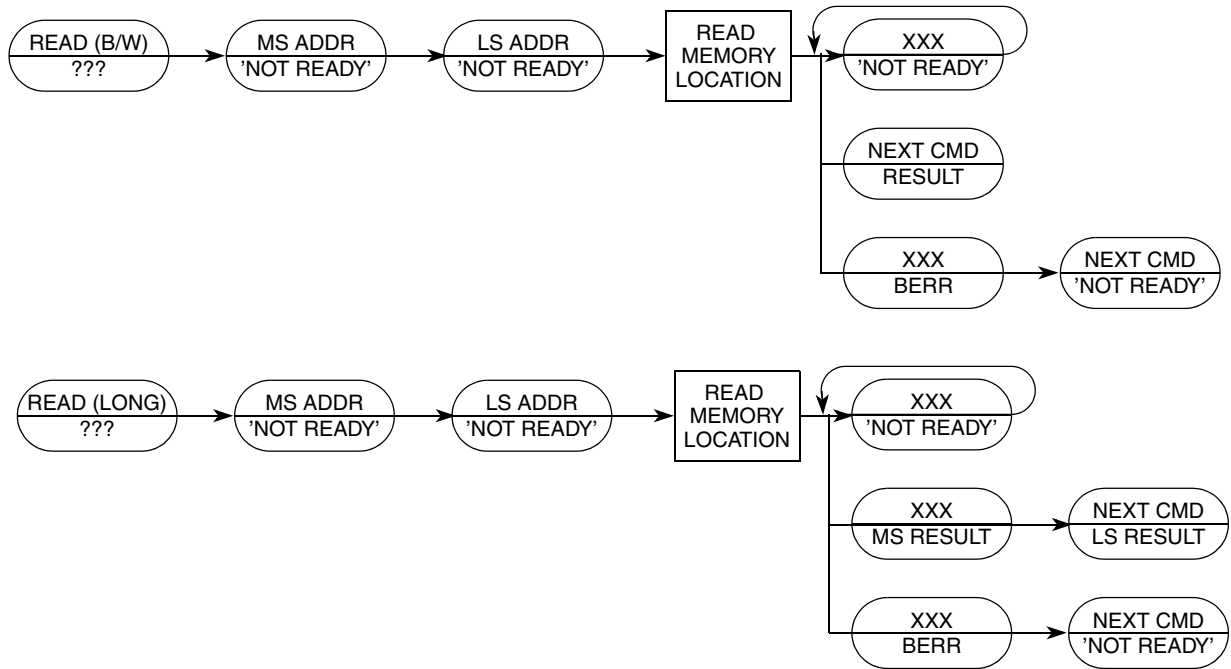 READ (B/W)
???
MS ADDR
'NOT READY'
LS ADDR
'NOT READY'
READ
MEMORY
LOCATION
XXX
'NOT READY'
NEXT CMD
RESULT
XXX
BERR
NEXT CMD
'NOT READY'
READ (LONG)
???
MS ADDR
'NOT READY'
LS ADDR
'NOT READY'
READ
MEMORY
LOCATION
XXX
'NOT READY'
XXX
MS RESULT
NEXT CMD
LS RESULT
XXX
BERR
NEXT CMD
'NOT READY'